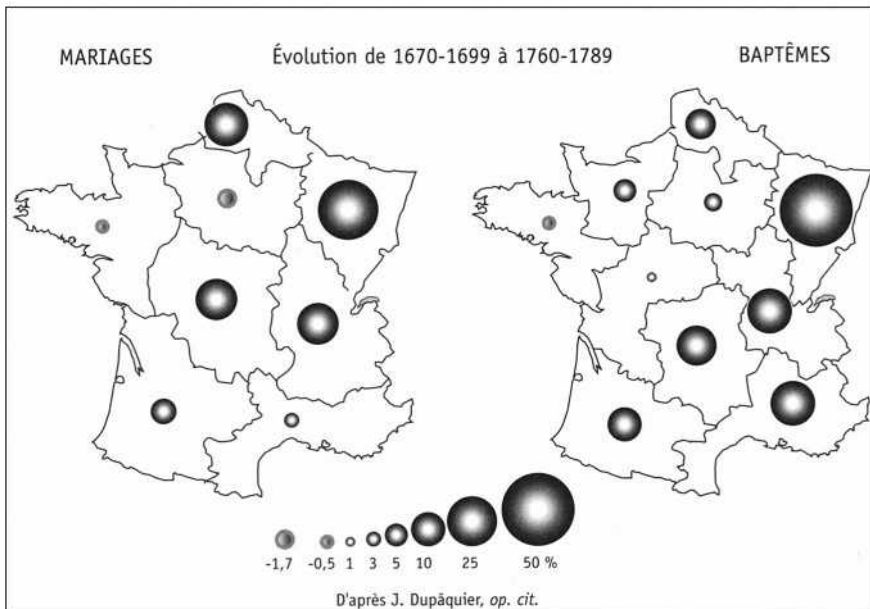 MARIAGES Évolution de 1670-1699 à 1760-1789 BAPTÊMES
-1,7 -0,5 1 3 5 10 25 50 %
D'après J. Dupâquier, op. cit.